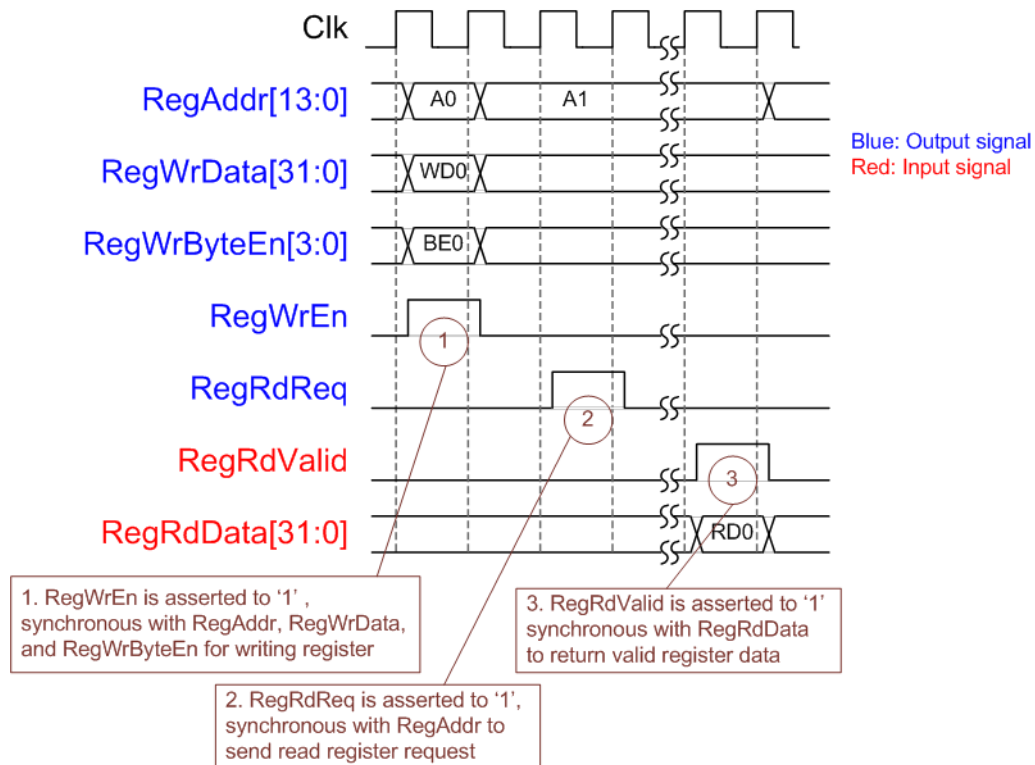 Clk
RegAddr[13:0]
A0
A1
Blue: Output signal
Red: Input signal
RegWrData[31:0]
WD0
RegWrByteEn[3:0]
BE0
RegWrEn
1
RegRdReq
2
RegRdValid
3
RegRdData[31:0]
RD0
1. RegWrEn is asserted to ‘1’ ,
synchronous with RegAddr, RegWrData,
and RegWrByteEn for writing register
3. RegRdValid is asserted to ‘1’
synchronous with RegRdData
to return valid register data
2. RegRdReq is asserted to ‘1’,
synchronous with RegAddr to
send read register request